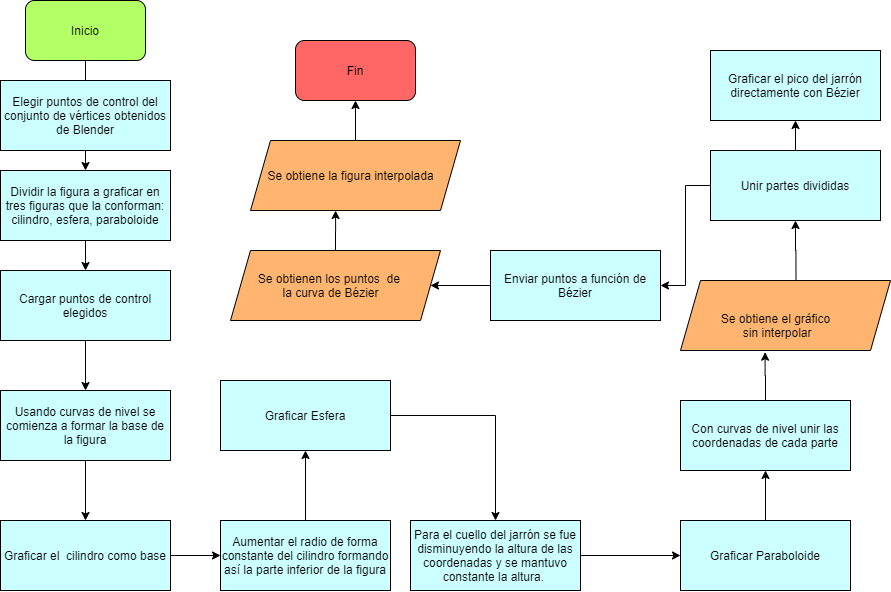 Inicio
Elegir puntos de control del
conjunto de vértices obtenidos
de Blender
Dividir la figura a graficar en
tres figuras que la conforman:
cilindro, esfera, paraboloide
Cargar puntos de control
elegidos
Usando curvas de nivel se
comienza a formar la base de
la figura
Graficar el cilindro como base
Aumentar el radio de forma
constante del cilindro formando
así la parte inferior de la figura
Graficar Esfera
Para el cuello del jarrón se fue
disminuyendo la altura de las
coordenadas y se mantuvo
constante la altura.
Graficar Paraboloide
Con curvas de nivel unir las
coordenadas de cada parte
Se obtiene el gráfico
sin interpolar
Unir partes divididas
Graficar el pico del jarrón
directamente con Bézier
Enviar puntos a función de
Bézier
Se obtienen los puntos de
la curva de Bézier
Se obtiene la figura interpolada
Fin